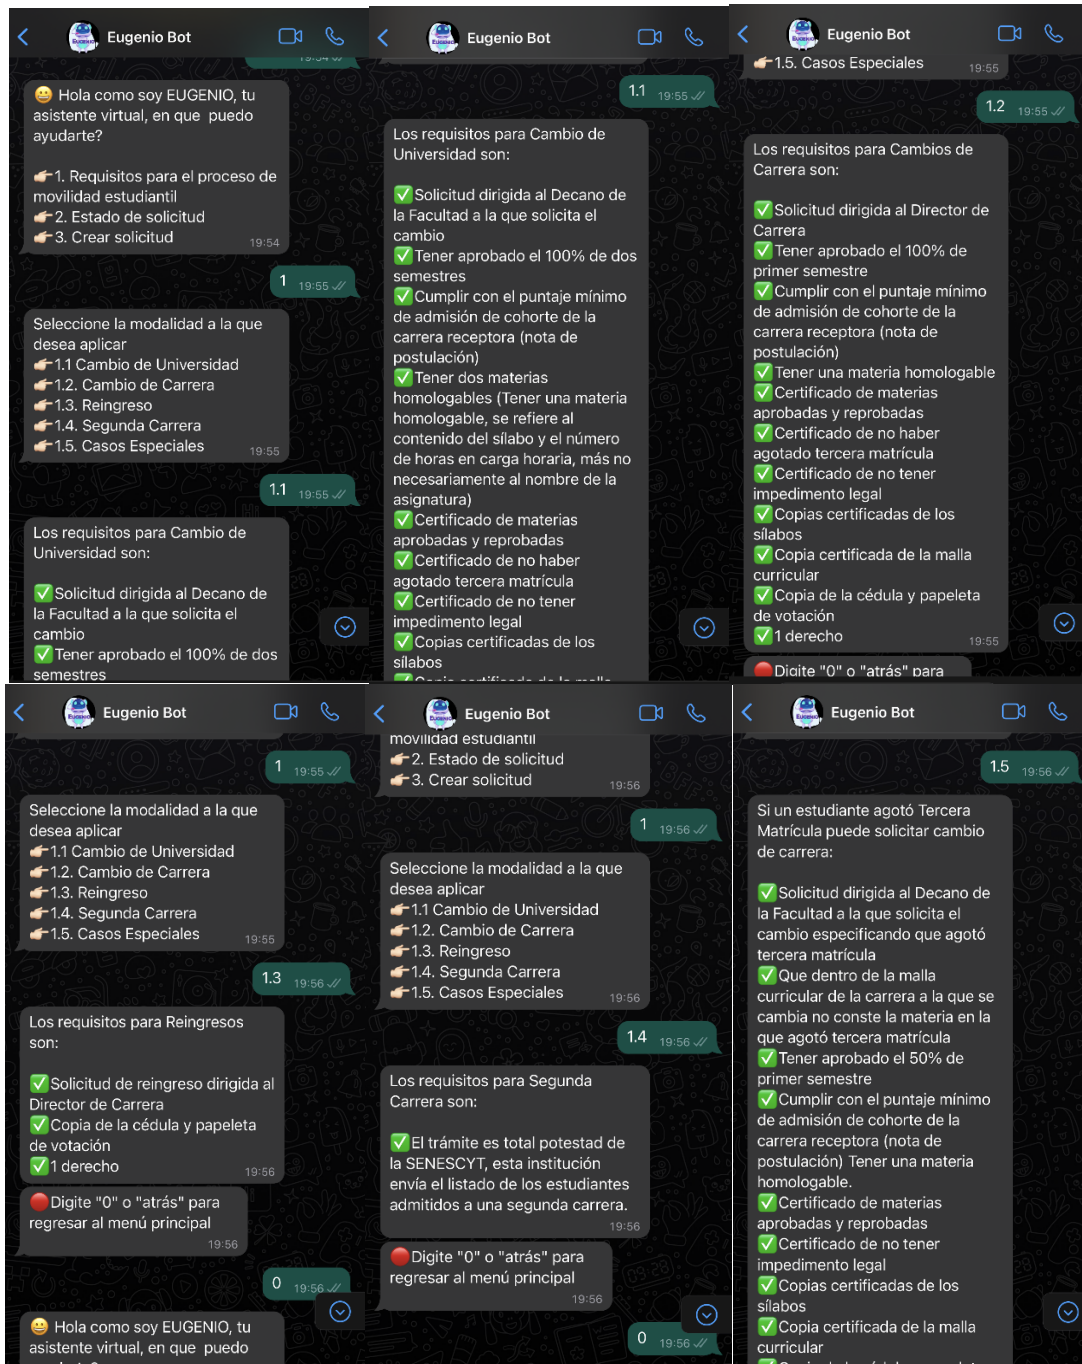 Eugenio Bot
😀 Hola como soy EUGENIO, tu
asistente virtual, en que puedo
ayudarte?
👉🏻1. Requisitos para el proceso de
movilidad estudiantil
👉🏻2. Estado de solicitud
👉🏻3. Crear solicitud
19:54
1 19:55
Seleccione la modalidad a la que
desea aplicar
👉🏻1.1 Cambio de Universidad
👉🏻1.2. Cambio de Carrera
👉🏻1.3. Reingreso
👉🏻1.4. Segunda Carrera
👉🏻1.5. Casos Especiales
19:55
1.1 19:55
Los requisitos para Cambio de
Universidad son:
✅Solicitud dirigida al Decano de
la Facultad a la que solicita el
cambio
✅Tener aprobado el 100% de dos
semestres
Eugenio Bot
1.1 19:55
Los requisitos para Cambio de
Universidad son:
✅Solicitud dirigida al Decano de
la Facultad a la que solicita el
cambio
✅Tener aprobado el 100% de dos
semestres
✅Cumplir con el puntaje mínimo
de admisión de cohorte de la
carrera receptora (nota de
postulación)
✅Tener dos materias
homologables (Tener una materia
homologable, se refiere al
contenido del sílabo y el número
de horas en carga horaria, más no
necesariamente al nombre de la
asignatura)
✅Certificado de materias
aprobadas y reprobadas
✅Certificado de no haber
agotado tercera matrícula
✅Certificado de no tener
impedimento legal
✅Copias certificadas de los
sílabos
Eugenio Bot
👉🏻1.5. Casos Especiales
19:55
1.2 19:55
Los requisitos para Cambios de
Carrera son:
✅Solicitud dirigida al Director de
Carrera
✅Tener aprobado el 100% de
primer semestre
✅Cumplir con el puntaje mínimo
de admisión de cohorte de la
carrera receptora (nota de
postulación)
✅Tener una materia homologable
✅Certificado de materias
aprobadas y reprobadas
✅Certificado de no haber
agotado tercera matrícula
✅Certificado de no tener
impedimento legal
✅Copias certificadas de los
sílabos
✅Copia certificada de la malla
curricular
✅Copia de la cédula y papeleta
de votación
✅1 derecho
19:55
🔴Digite "0" o "atrás" para
Eugenio Bot
1 19:55
Seleccione la modalidad a la que
desea aplicar
👉🏻1.1 Cambio de Universidad
👉🏻1.2. Cambio de Carrera
👉🏻1.3. Reingreso
👉🏻1.4. Segunda Carrera
👉🏻1.5. Casos Especiales
19:55
1.3 19:56
Los requisitos para Reingresos
son:
✅Solicitud de reingreso dirigida al
Director de Carrera
✅Copia de la cédula y papeleta
de votación
✅1 derecho
19:56
🔴Digite "0" o "atrás" para
regresar al menú principal
19:56
0 19:56
😀 Hola como soy EUGENIO, tu
asistente virtual, en que puedo
Eugenio Bot
movilidad estudiantil
👉🏻2. Estado de solicitud
👉🏻3. Crear solicitud
19:56
1 19:56
Seleccione la modalidad a la que
desea aplicar
👉🏻1.1 Cambio de Universidad
👉🏻1.2. Cambio de Carrera
👉🏻1.3. Reingreso
👉🏻1.4. Segunda Carrera
👉🏻1.5. Casos Especiales
19:56
1.4 19:56
Los requisitos para Segunda
Carrera son:
✅El trámite es total potestad de
la SENESCYT, esta institución
envía el listado de los estudiantes
admitidos a una segunda carrera.
19:56
🔴Digite "0" o "atrás" para
regresar al menú principal
19:56
0 19:56
Eugenio Bot
1.5 19:56
Si un estudiante agotó Tercera
Matrícula puede solicitar cambio
de carrera:
✅Solicitud dirigida al Decano de
la Facultad a la que solicita el
cambio especificando que agotó
tercera matrícula
✅Que dentro de la malla
curricular de la carrera a la que se
cambia no conste la materia en la
que agotó tercera matrícula
✅Tener aprobado el 50% de
primer semestre
✅Cumplir con el puntaje mínimo
de admisión de cohorte de la
carrera receptora (nota de
postulación) Tener una materia
homologable.
✅Certificado de materias
aprobadas y reprobadas
✅Certificado de no tener
impedimento legal
✅Copias certificadas de los
sílabos
✅Copia certificada de la malla
curricular